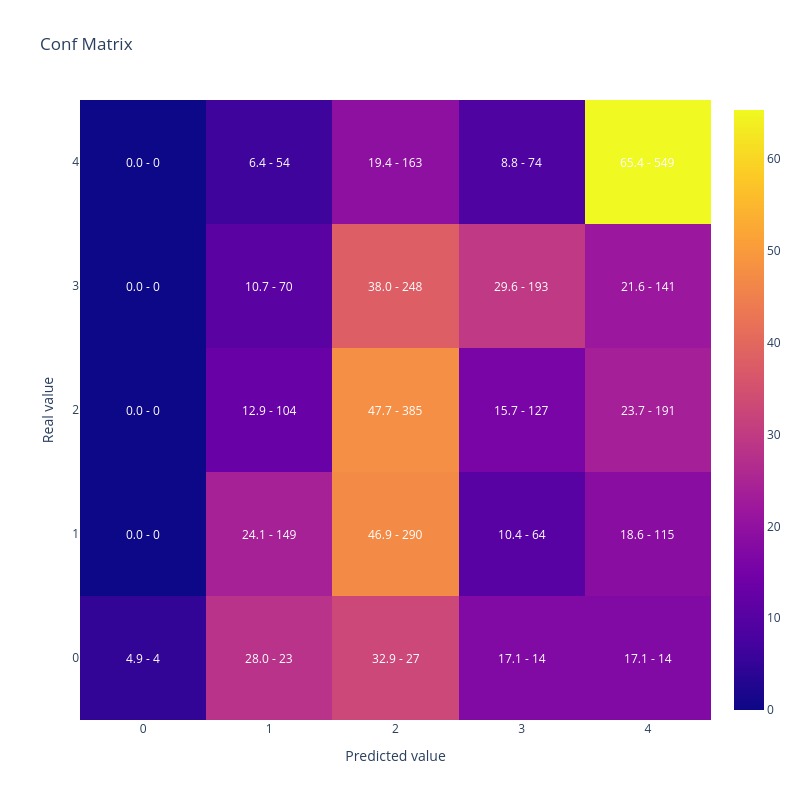 Conf Matrix
4
0.0 - 0
6.4 - 54
19.4 - 163
8.8 - 74
65.4 - 549
3
0.0 - 0
10.7 - 70
38.0 - 248
29.6 - 193
21.6 - 141
2
0.0 - 0
12.9 - 104
47.7 - 385
15.7 - 127
23.7 - 191
1
0.0 - 0
24.1 - 149
46.9 - 290
10.4 - 64
18.6 - 115
0
4.9 - 4
28.0 - 23
32.9 - 27
17.1 - 14
17.1 - 14
0
1
2
3
4
Predicted value
Real value
60
50
40
30
20
10
0